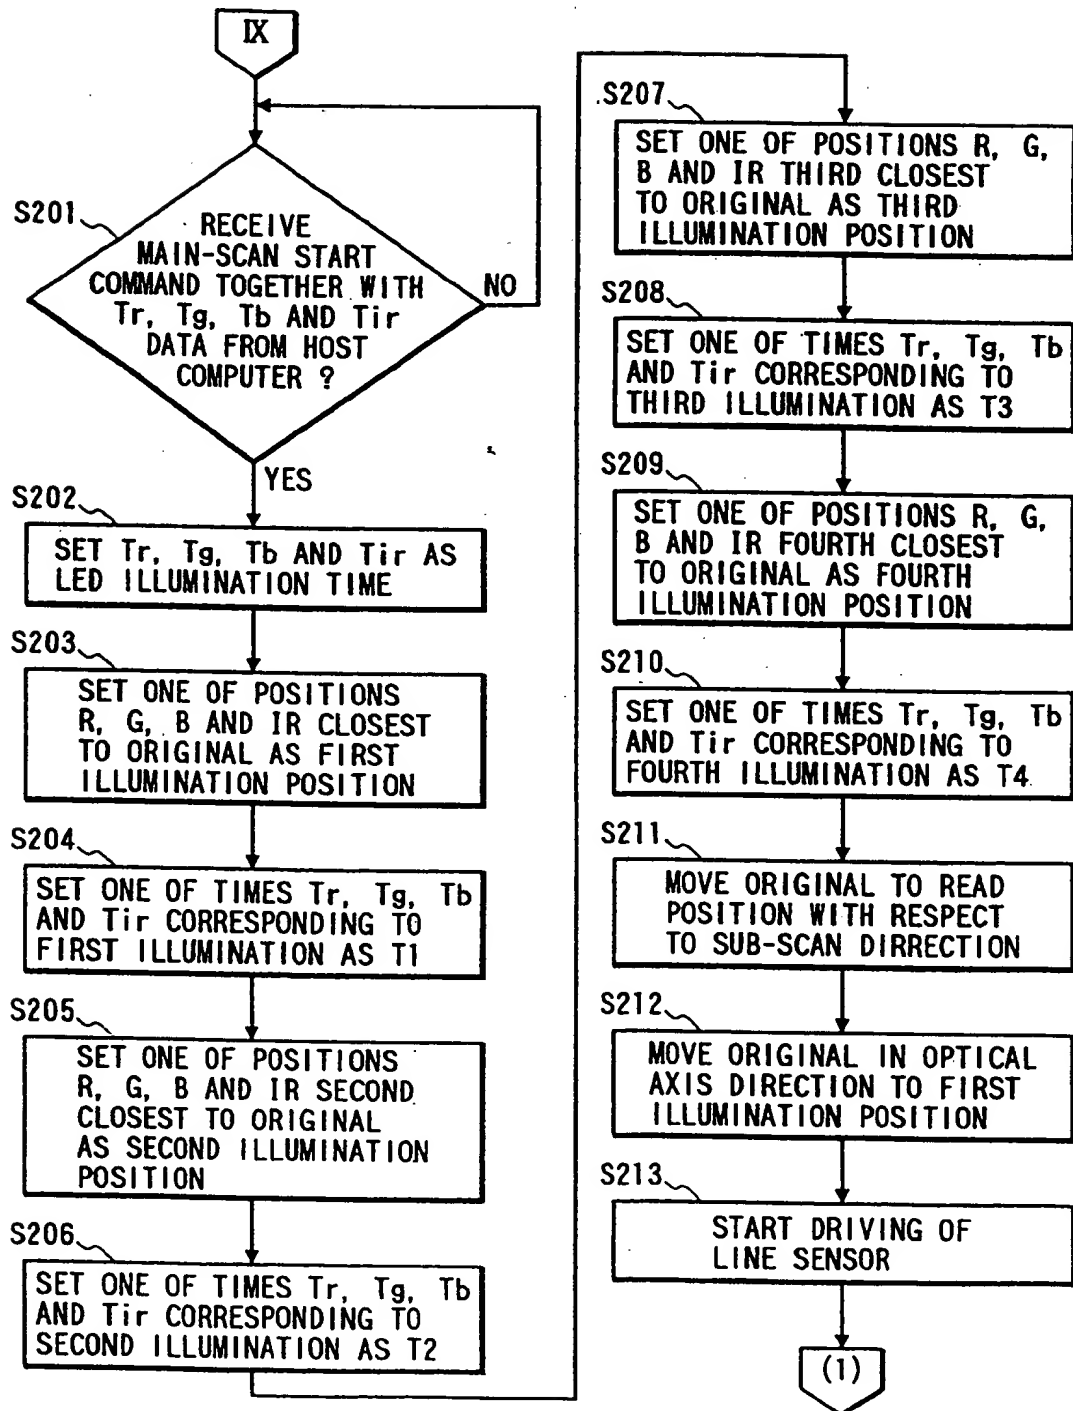 IX
S201
RECEIVE
MAIN-SCAN START
COMMAND TOGETHER WITH
Tr, Tg, Tb AND Tir
DATA FROM HOST
COMPUTER ?
NO
YES
S202
SET Tr, Tg, Tb AND Tir AS
LED ILLUMINATION TIME
S203
SET ONE OF POSITIONS
R, G, B AND IR CLOSEST
TO ORIGINAL AS FIRST
ILLUMINATION POSITION
S204
SET ONE OF TIMES Tr, Tg, Tb
AND Tir CORRESPONDING TO
FIRST ILLUMINATION AS T1
S205
SET ONE OF POSITIONS
R, G, B AND IR SECOND
CLOSEST TO ORIGINAL
AS SECOND ILLUMINATION
POSITION
S206
SET ONE OF TIMES Tr, Tg, Tb
AND Tir CORRESPONDING TO
SECOND ILLUMINATION AS T2
S207
SET ONE OF POSITIONS R, G,
B AND IR THIRD CLOSEST
TO ORIGINAL AS THIRD
ILLUMINATION POSITION
S208
SET ONE OF TIMES Tr, Tg, Tb
AND Tir CORRESPONDING TO
THIRD ILLUMINATION AS T3
S209
SET ONE OF POSITIONS R, G,
B AND IR FOURTH CLOSEST
TO ORIGINAL AS FOURTH
ILLUMINATION POSITION
S210
SET ONE OF TIMES Tr, Tg, Tb
AND Tir CORRESPONDING TO
FOURTH ILLUMINATION AS T4
S211
MOVE ORIGINAL TO READ
POSITION WITH RESPECT
TO SUB-SCAN DIRRECTION
S212
MOVE ORIGINAL IN OPTICAL
AXIS DIRECTION TO FIRST
ILLUMINATION POSITION
S213
START DRIVING OF
LINE SENSOR
(1)